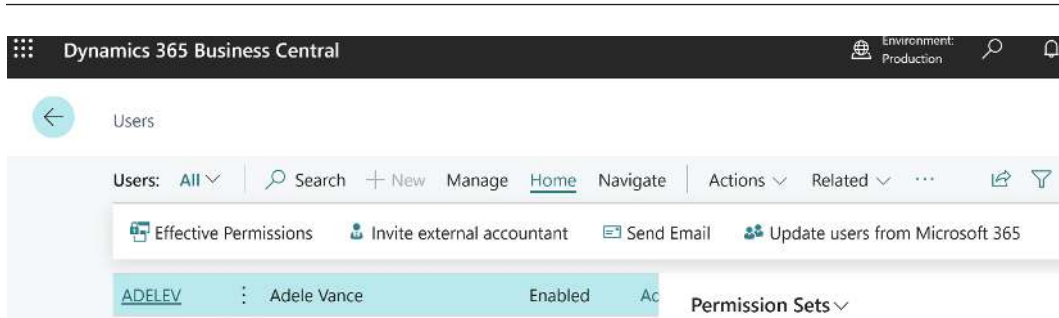 Dynamics 365 Business Central
Environment:
Production
Users
Users: All Search New Manage Home Navigate Actions Related ...
Effective Permissions Invite external accountant Send Email Update users from Microsoft 365
ADELEV Adele Vance Enabled Ac
Permission Sets